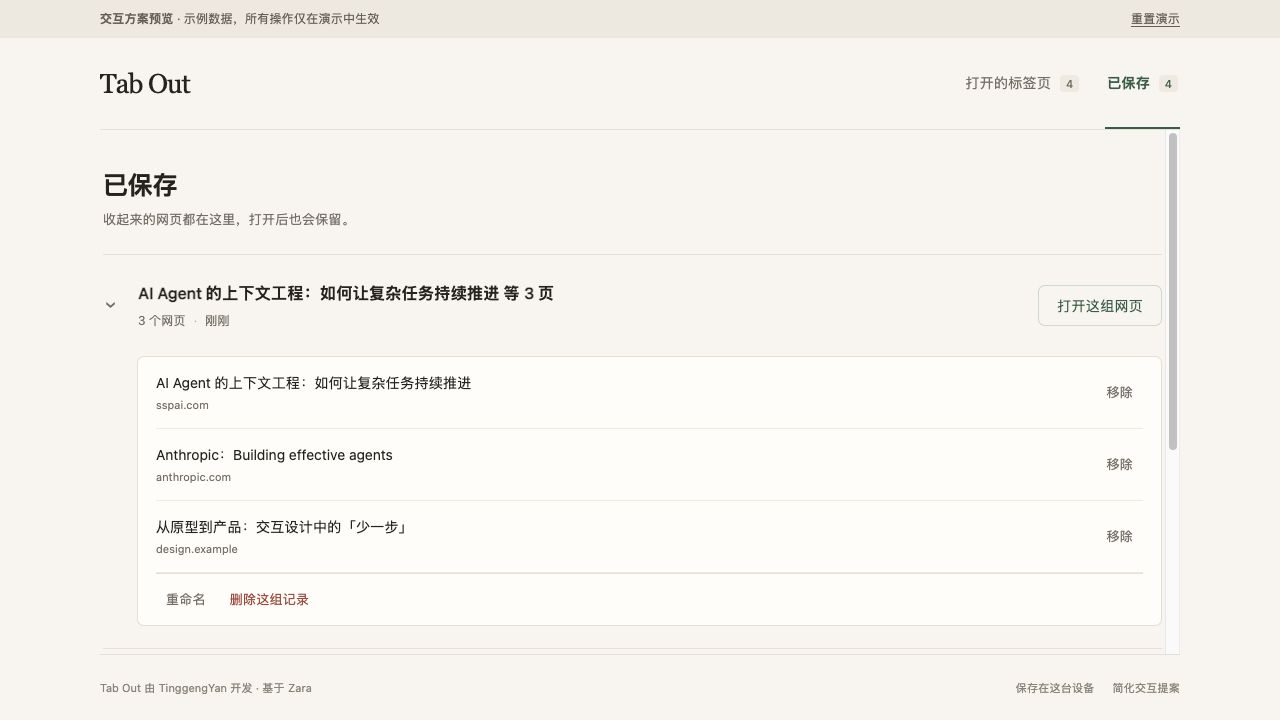 交互方案预览 · 示例数据，所有操作仅在演示中生效
重置演示
Tab Out
打开的标签页 4
已保存 4
已保存
收起来的网页都在这里，打开后也会保留。
AI Agent 的上下文工程：如何让复杂任务持续推进 等 3 页
3 个网页 · 刚刚
打开这组网页
AI Agent 的上下文工程：如何让复杂任务持续推进
sspai.com
移除
Anthropic：Building effective agents
anthropic.com
移除
从原型到产品：交互设计中的「少一步」
design.example
移除
重命名
删除这组记录
Tab Out 由 TinggengYan 开发 · 基于 Zara
保存在这台设备
简化交互提案